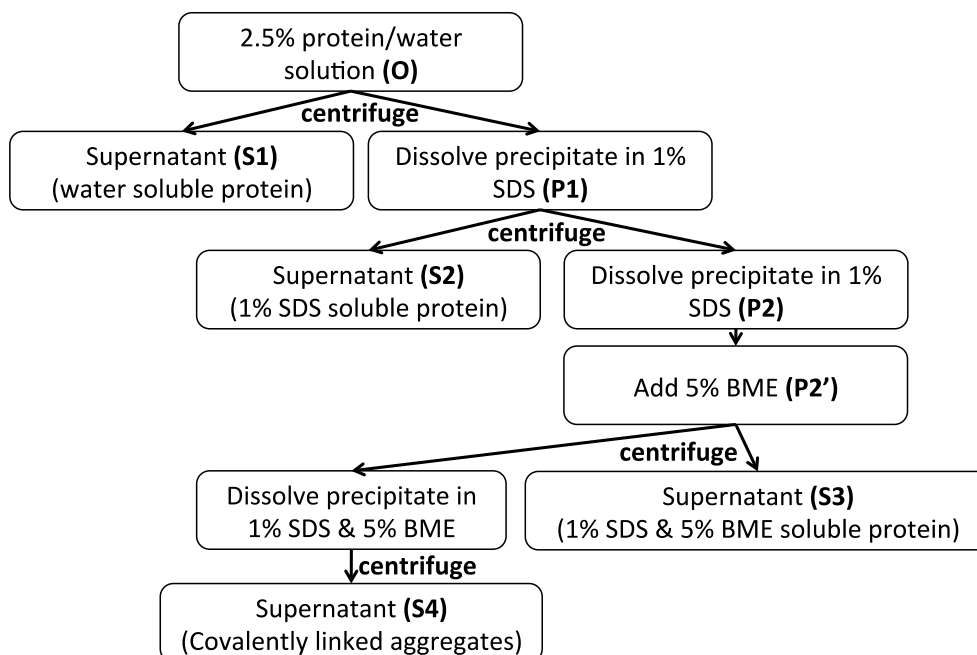 2.5% protein/water
solution (O)
centrifuge
Supernatant (S1)
(water soluble protein)
Dissolve precipitate in 1%
SDS (P1)
centrifuge
Supernatant (S2)
(1% SDS soluble protein)
Dissolve precipitate in 1%
SDS (P2)
Add 5% BME (P2’)
centrifuge
Dissolve precipitate in
1% SDS & 5% BME
Supernatant (S3)
(1% SDS & 5% BME soluble protein)
centrifuge
Supernatant (S4)
(Covalently linked aggregates)